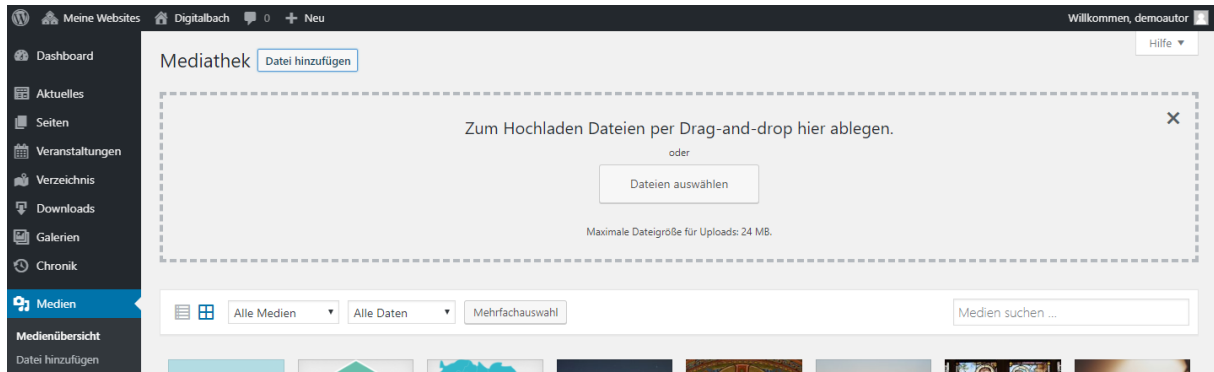 Meine Websites Digitalbach 0 + Neu Willkommen, demoautor
Hilfe ▼
Dashboard
Mediathek Datei hinzufügen
Aktuelles
Seiten
Veranstaltungen
Verzeichnis
Downloads
Galerien
Chronik
Medien
Medienübersicht
Datei hinzufügen
Zum Hochladen Dateien per Drag-and-drop hier ablegen.
oder
Dateien auswählen
Maximale Dateigröße für Uploads: 24 MB.
Alle Medien ▼ Alle Daten ▼ Mehrfachauswahl Medien suchen ...